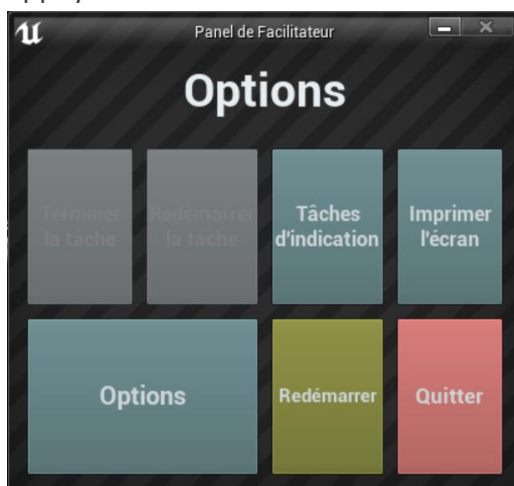 Panel de Facilitateur
Options
Terminer
la tâche
Redémarrer
la tâche
Tâches
d'indication
Imprimer
l'écran
Options
Redémarrer
Quitter